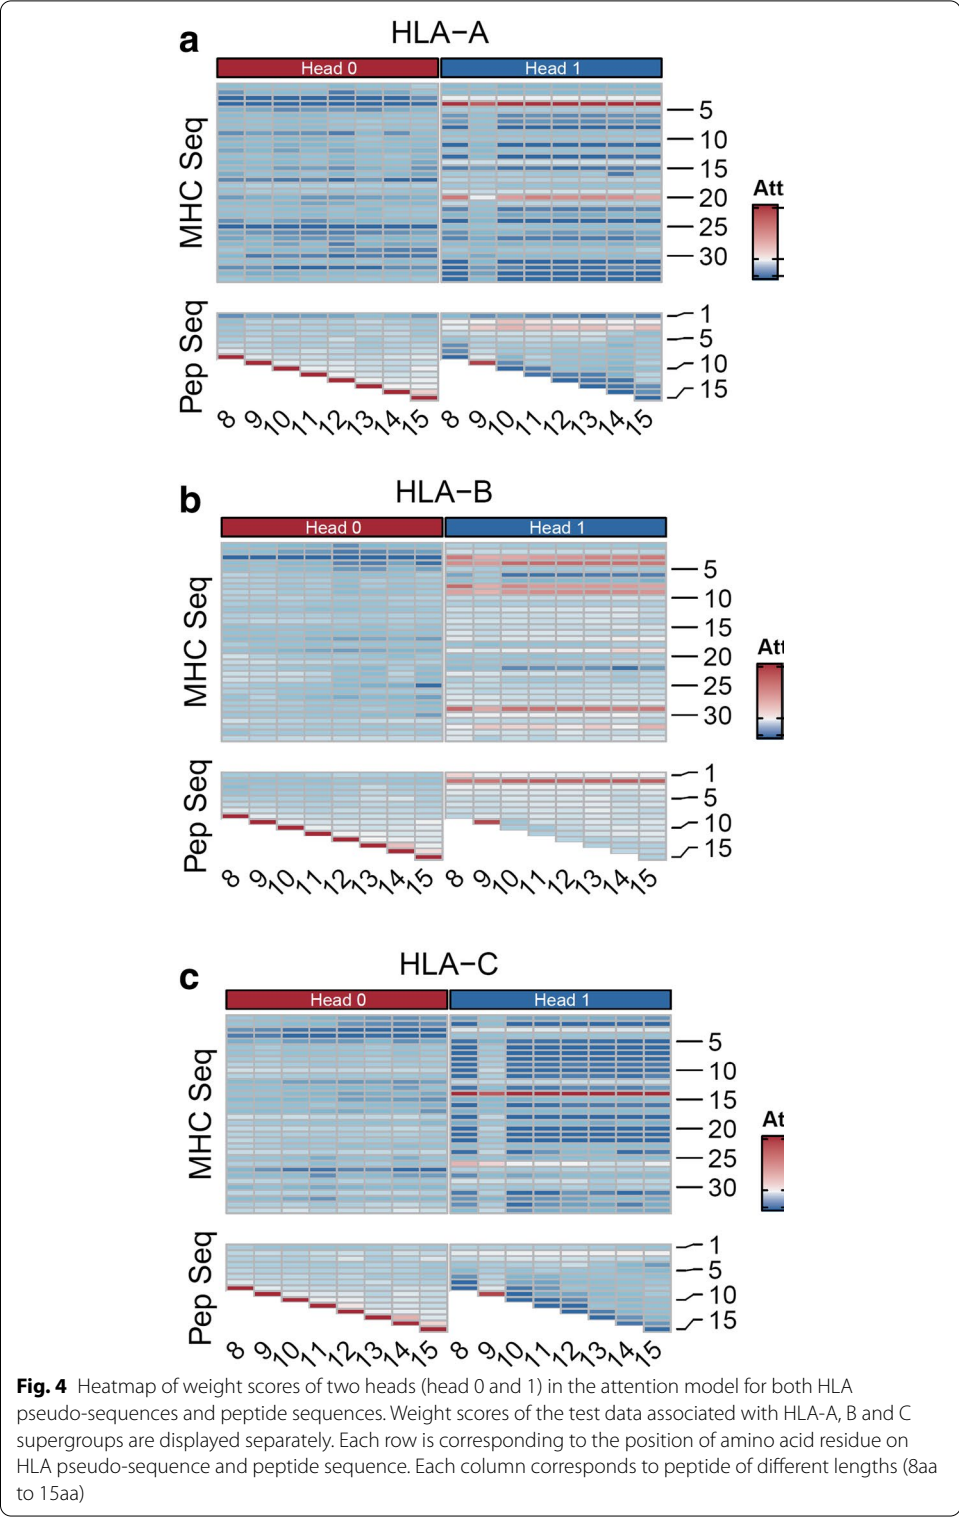 a
HLA−A
Head 0
Head 1
MHC Seq
5
10
15
20
25
30
Att
Pep Seq
1
5
10
15
8 9 10 11 12 13 14 15 8 9 10 11 12 13 14 15
b
HLA−B
Head 0
Head 1
MHC Seq
5
10
15
20
25
30
Att
Pep Seq
1
5
10
15
8 9 10 11 12 13 14 15 8 9 10 11 12 13 14 15
c
HLA−C
Head 0
Head 1
MHC Seq
5
10
15
20
25
30
At
Pep Seq
1
5
10
15
8 9 10 11 12 13 14 15 8 9 10 11 12 13 14 15
Fig. 4 Heatmap of weight scores of two heads (head 0 and 1) in the attention model for both HLA
pseudo-sequences and peptide sequences. Weight scores of the test data associated with HLA-A, B and C
supergroups are displayed separately. Each row is corresponding to the position of amino acid residue on
HLA pseudo-sequence and peptide sequence. Each column corresponds to peptide of different lengths (8aa
to 15aa)